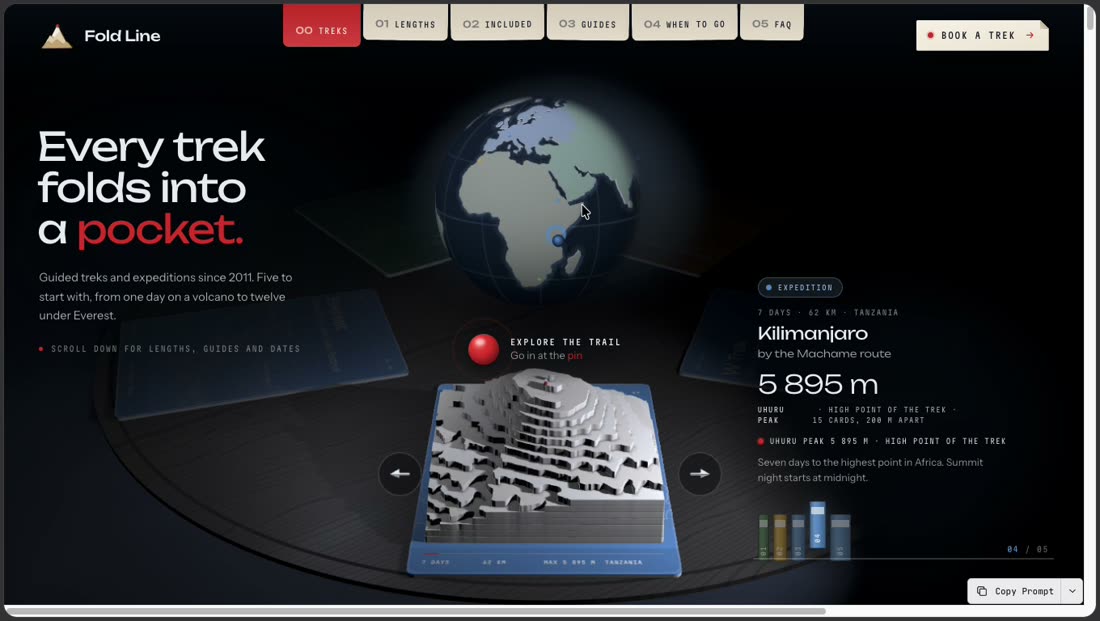 Fold Line
00 TREKS
01 LENGTHS
02 INCLUDED
03 GUIDES
04 WHEN TO GO
05 FAQ
BOOK A TREK →
Every trek
folds into
a pocket.
Guided treks and expeditions since 2011. Five to
start with, from one day on a volcano to twelve
under Everest.
SCROLL DOWN FOR LENGTHS, GUIDES AND DATES
EXPLORE THE TRAIL
Go in at the pin
EXPEDITION
7 DAYS · 62 KM · TANZANIA
Kilimanjaro
by the Machame route
5 895 m
UHURU PEAK · HIGH POINT OF THE TREK ·
15 CARDS, 200 M APART
UHURU PEAK 5 895 M · HIGH POINT OF THE TREK
Seven days to the highest point in Africa. Summit
night starts at midnight.
01
02
03
04
05
04 / 05
7 DAYS 62 KM MAX 5 895 M TANZANIA
Copy Prompt